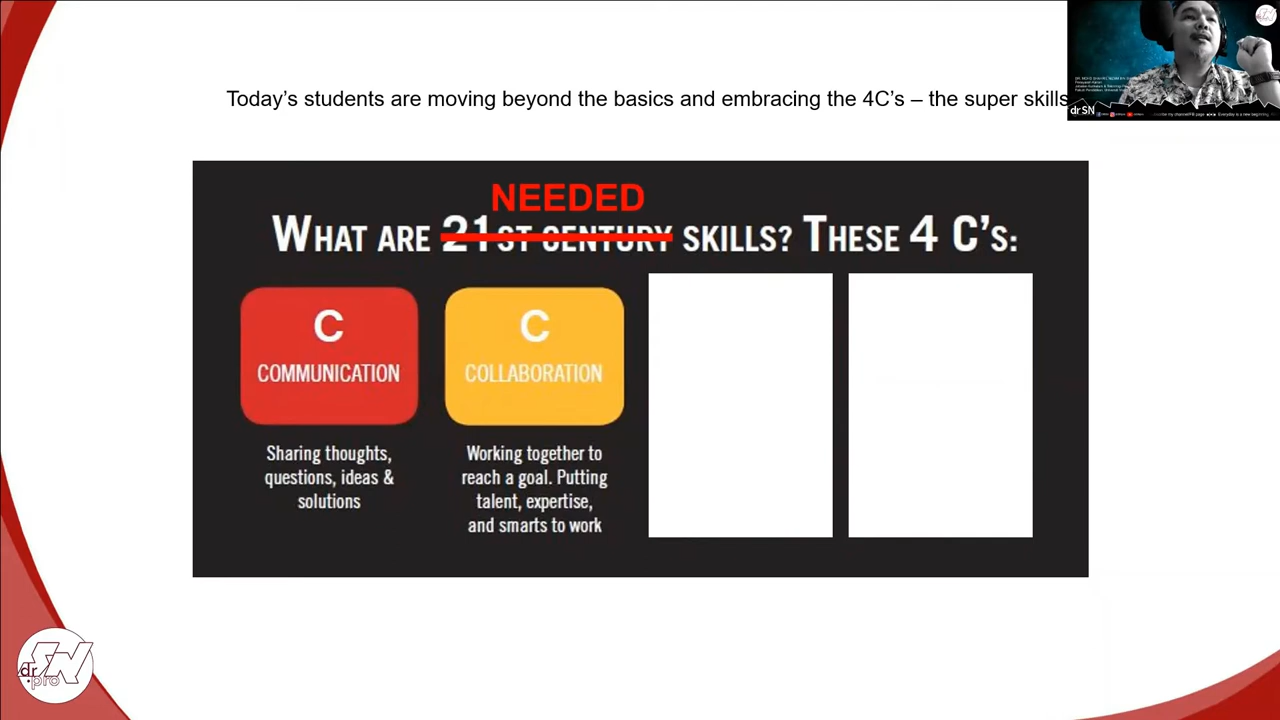 Today's students are moving beyond the basics and embracing the 4C's – the super skills
NEEDED
WHAT ARE 21ST CENTURY SKILLS? THESE 4 C'S:
C
COMMUNICATION
Sharing thoughts,
questions, ideas &
solutions
C
COLLABORATION
Working together to
reach a goal. Putting
talent, expertise,
and smarts to work
drSN
dr
SN
.pro